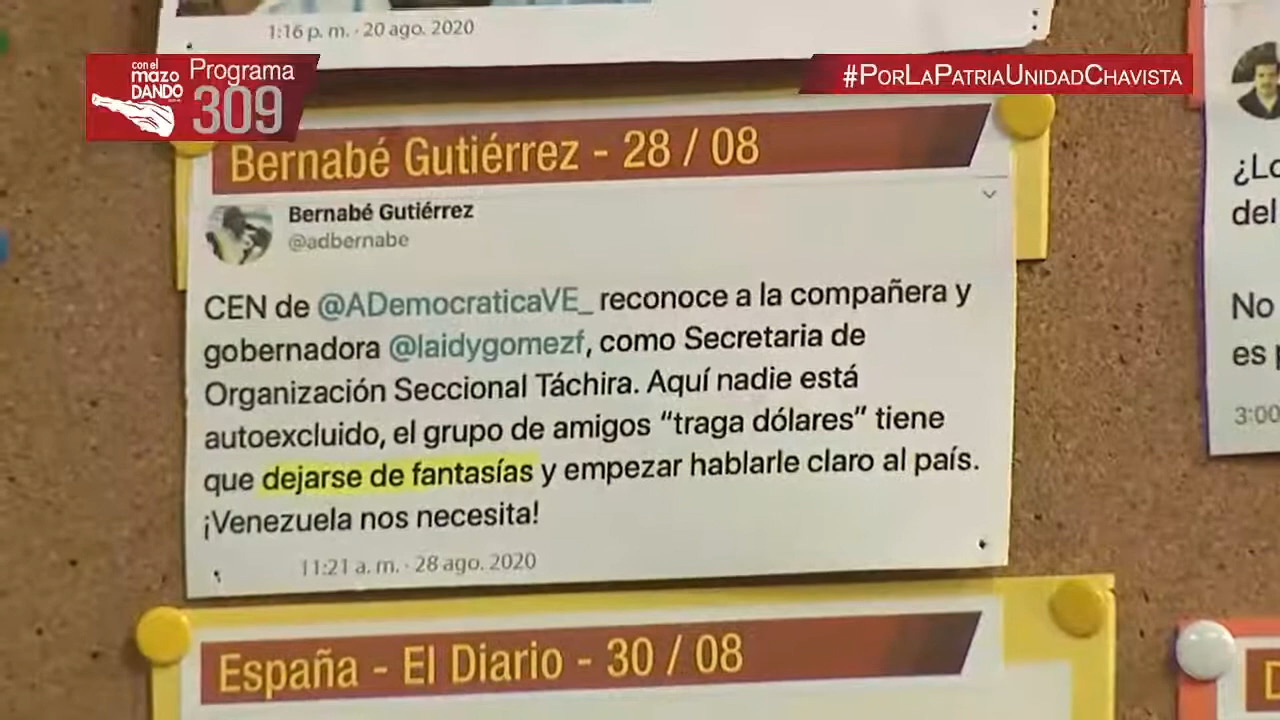 1:16 p. m. · 20 ago. 2020
con el
mazo
DANDO
Programa
309
#PorLaPatriaUnidadChavista
Bernabé Gutiérrez - 28 / 08
Bernabé Gutiérrez
@adbernabe
CEN de @ADemocraticaVE_ reconoce a la compañera y
gobernadora @laidygomezf, como Secretaria de
Organización Seccional Táchira. Aquí nadie está
autoexcluido, el grupo de amigos “traga dólares” tiene
que dejarse de fantasías y empezar hablarle claro al país.
¡Venezuela nos necesita!
11:21 a. m. · 28 ago. 2020
España - El Diario - 30 / 08
del
No
3:00